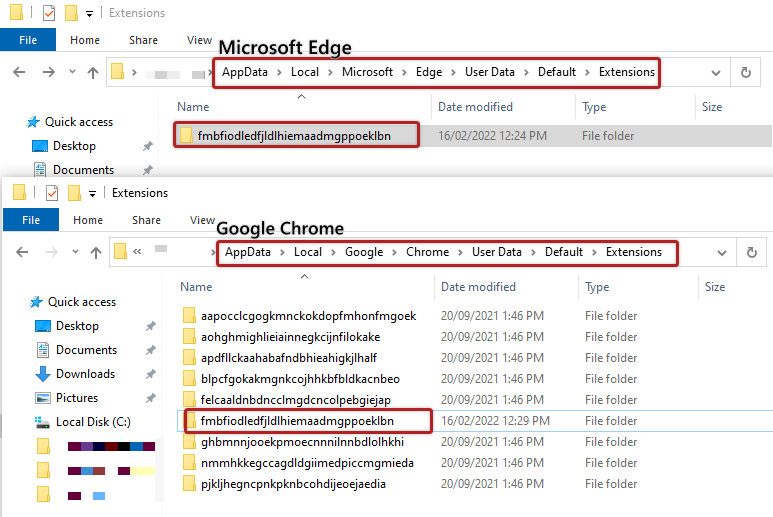 Extensions
File Home Share View
Microsoft Edge
AppData Local Microsoft Edge User Data Default Extensions
Name Date modified Type Size
Quick access
fmbfiodledfjldlhiemaadmgppoeklbn 16/02/2022 12:24 PM File folder
Desktop
Documents
Extensions
File Home Share View
Google Chrome
« AppData Local Google Chrome User Data Default Extensions
Name Date modified Type Size
Quick access
Desktop
Documents
Downloads
Pictures
Local Disk (C:)
aapocclcgogkmnckokdopfmhonfmgoek 20/09/2021 1:46 PM File folder
aohghmighlieiainnegkcijnfilokake 20/09/2021 1:46 PM File folder
apdfllckaahabafndbhieahigkjlhalf 20/09/2021 1:46 PM File folder
blpcfgokakmgnkcojhhkbfbldkacnbeo 20/09/2021 1:46 PM File folder
felcaaldnbdncclmgdcncolpebgiejap 20/09/2021 1:46 PM File folder
fmbfiodledfjldlhiemaadmgppoeklbn 16/02/2022 12:29 PM File folder
ghbmnnjooekpmoecnnnilnnbdlolhkhi 20/09/2021 1:46 PM File folder
nmmhkkegccagdldgiimedpiccmgmieda 20/09/2021 1:46 PM File folder
pjkljhegncpnkpknbcohdijeoejaedia 20/09/2021 1:46 PM File folder